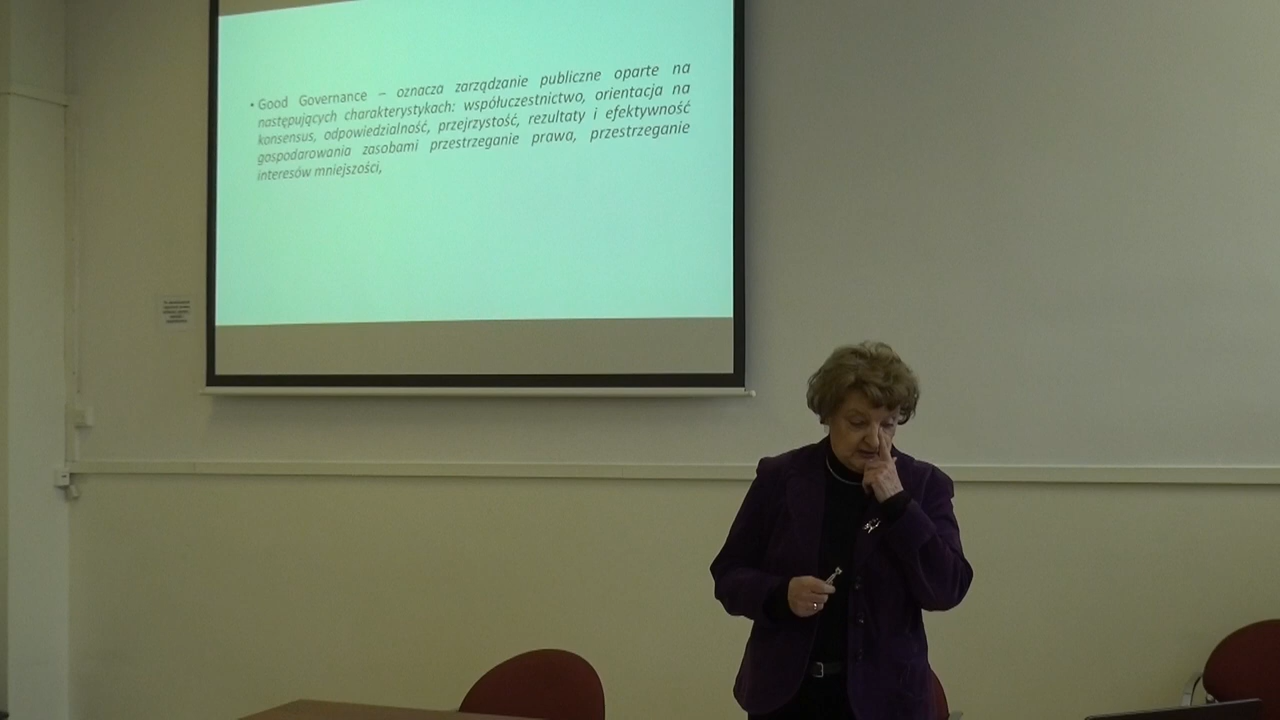 • Good Governance – oznacza zarządzanie publiczne oparte na
następujących charakterystykach: współuczestnictwo, orientacja na
konsensus, odpowiedzialność, przejrzystość, rezultaty i efektywność
gospodarowania zasobami przestrzeganie prawa, przestrzeganie
interesów mniejszości,